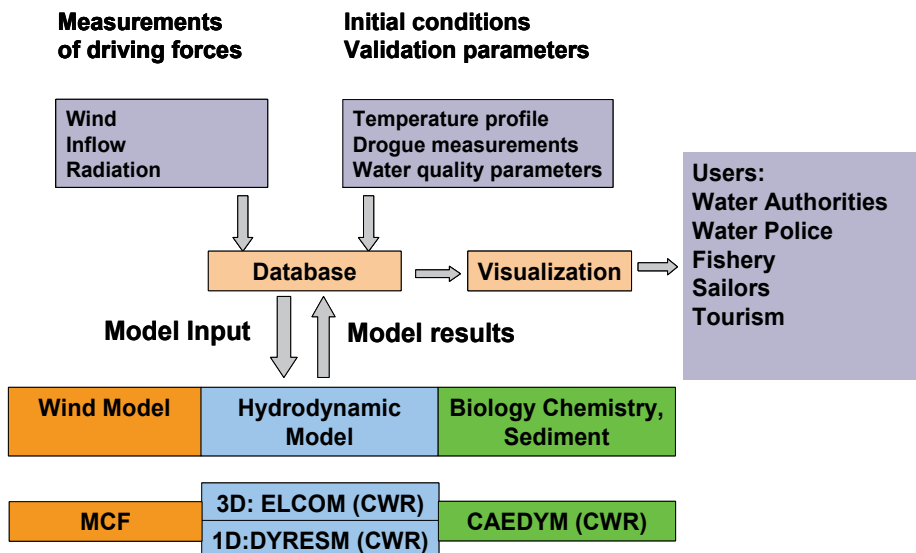 Measurements
of driving forces
Initial conditions
Validation parameters
Wind
Inflow
Radiation
Temperature profile
Drogue measurements
Water quality parameters
Users:
Water Authorities
Water Police
Fishery
Sailors
Tourism
Database
Visualization
Model Input
Model results
Wind Model
Hydrodynamic
Model
Biology Chemistry,
Sediment
MCF
3D: ELCOM (CWR)
1D:DYRESM (CWR)
CAEDYM (CWR)